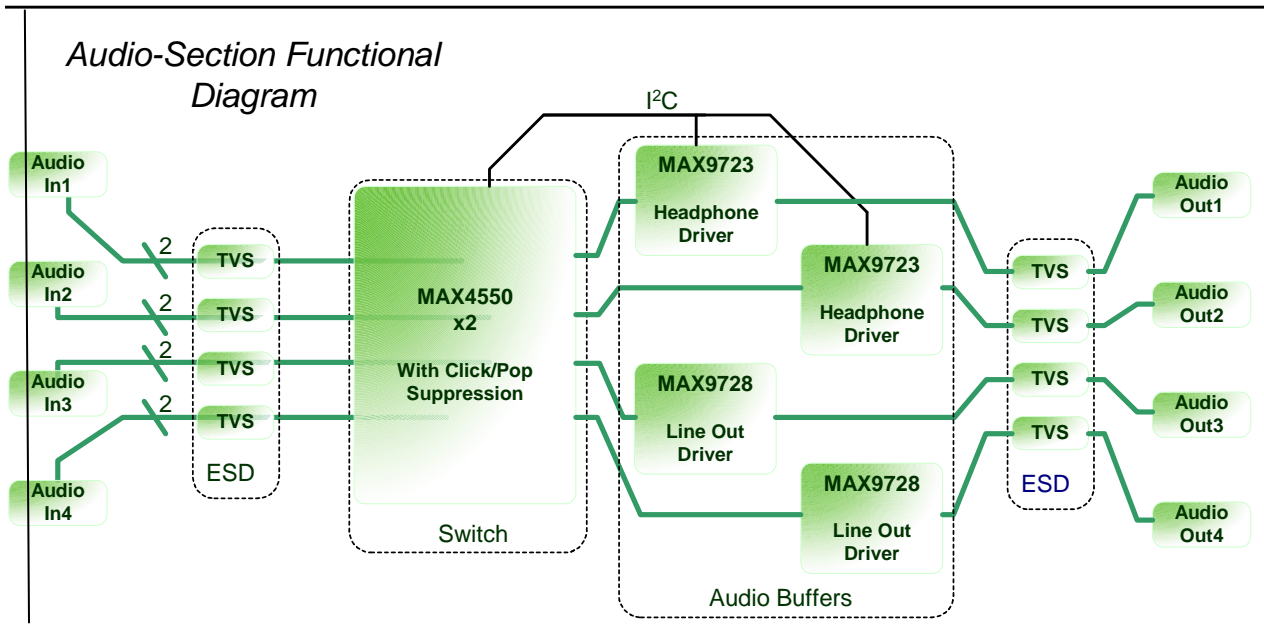 Audio-Section Functional
Diagram
I²C
Audio
In1
2
TVS
Audio
In2
2
TVS
2
TVS
Audio
In3
2
TVS
ESD
Audio
In4
MAX4550
x2
With Click/Pop
Suppression
Switch
MAX9723
Headphone
Driver
MAX9723
Headphone
Driver
MAX9728
Line Out
Driver
MAX9728
Line Out
Driver
Audio Buffers
TVS
TVS
TVS
TVS
ESD
Audio
Out1
Audio
Out2
Audio
Out3
Audio
Out4